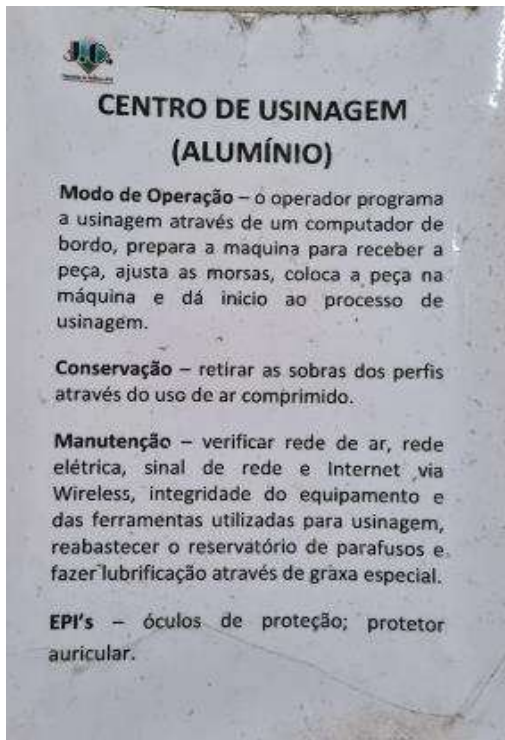 J.C.
CENTRO DE USINAGEM
(ALUMÍNIO)
Modo de Operação – o operador programa
a usinagem através de um computador de
bordo, prepara a maquina para receber a
peça, ajusta as morsas, coloca a peça na
máquina e dá inicio ao processo de
usinagem.
Conservação – retirar as sobras dos perfis
através do uso de ar comprimido.
Manutenção – verificar rede de ar, rede
elétrica, sinal de rede e Internet via
Wireless, integridade do equipamento e
das ferramentas utilizadas para usinagem,
reabastecer o reservatório de parafusos e
fazer lubrificação através de graxa especial.
EPI's – óculos de proteção; protetor
auricular.